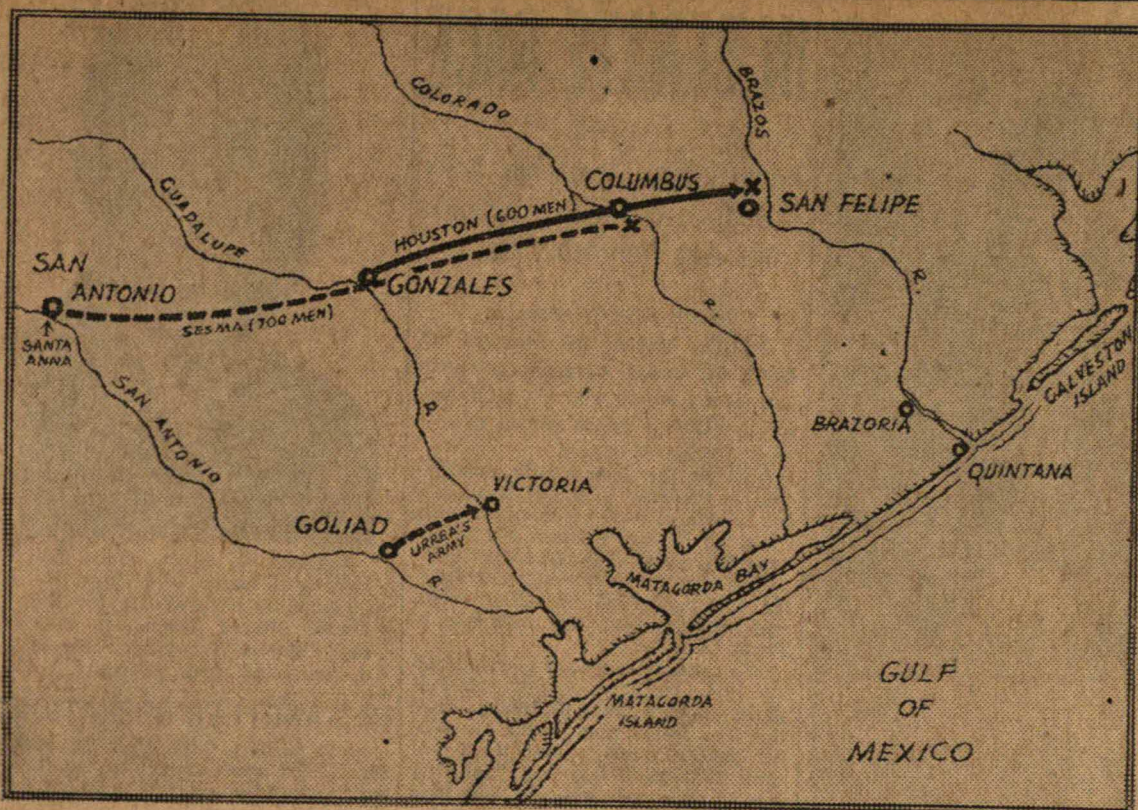 COLORADO
BRAZOS
GUADALUPE
COLUMBUS
SAN FELIPE
HOUSTON (600 MEN)
SAN
ANTONIO
GONZALES
SESMA (700 MEN)
SANTA
ANNA
R.
R.
SAN ANTONIO
R.
GALVESTON
ISLAND
BRAZORIA
QUINTANA
VICTORIA
GOLIAD
URREA'S
ARMY
R.
MATAGORDA BAY
MATAGORDA
ISLAND
GULF
OF
MEXICO